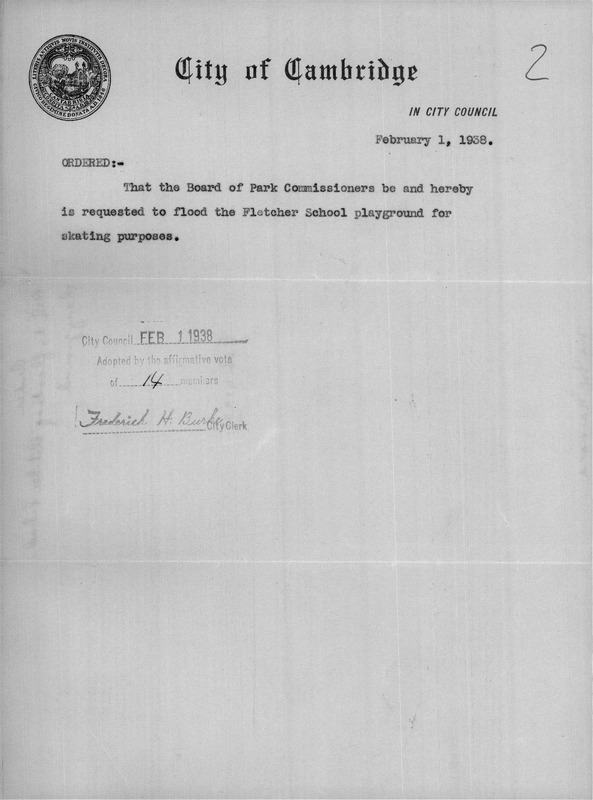 City of Cambridge
2
IN CITY COUNCIL
February 1, 1938.
ORDERED:-
That the Board of Park Commissioners be and hereby
is requested to flood the Fletcher School playground for
skating purposes.
City Council FEB 1 1938
Adopted by the affirmative vote
of 14 members
Frederick H. Burke City Clerk